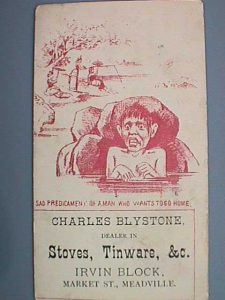 SAD PREDICAMENT OF A MAN WHO WANTS TO GO HOME.
CHARLES BLYSTONE,
DEALER IN
Stoves, Tinware, &c.
IRVIN BLOCK,
MARKET ST., MEADVILLE.